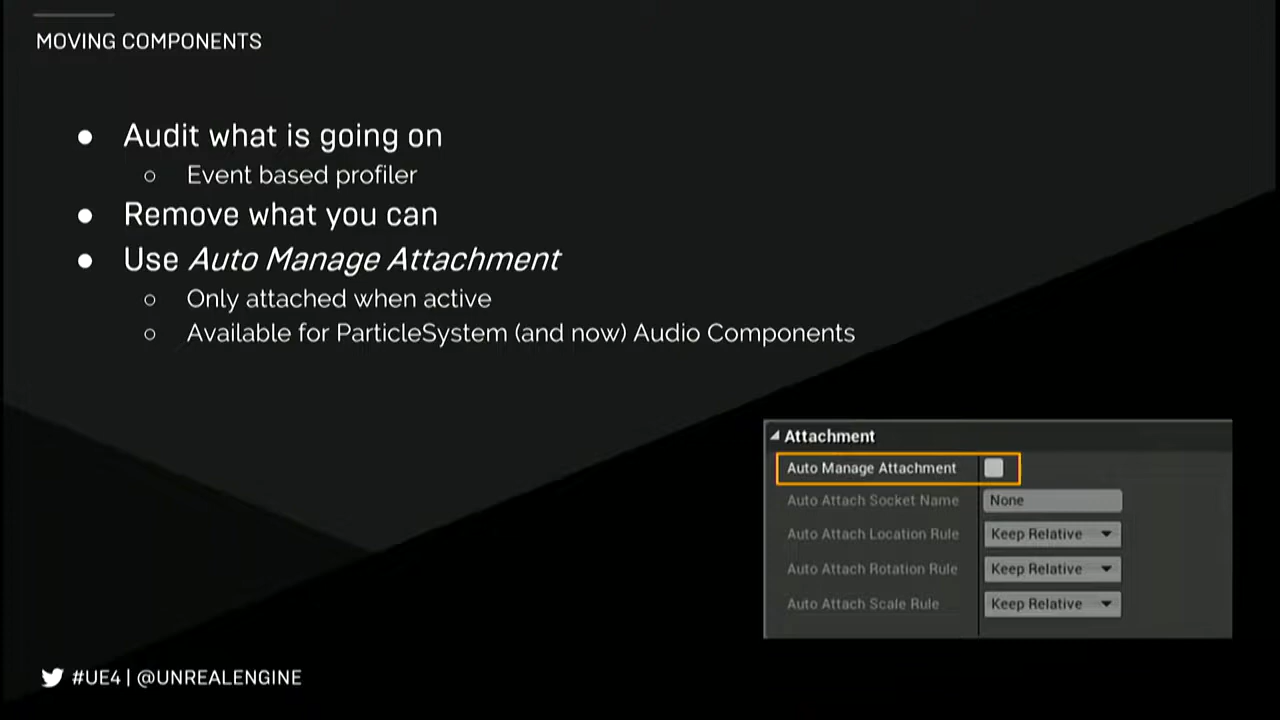 MOVING COMPONENTS
● Audit what is going on
○ Event based profiler
● Remove what you can
● Use Auto Manage Attachment
○ Only attached when active
○ Available for ParticleSystem (and now) Audio Components
Attachment
Auto Manage Attachment
Auto Attach Socket Name None
Auto Attach Location Rule Keep Relative
Auto Attach Rotation Rule Keep Relative
Auto Attach Scale Rule Keep Relative
#UE4 | @UNREALENGINE